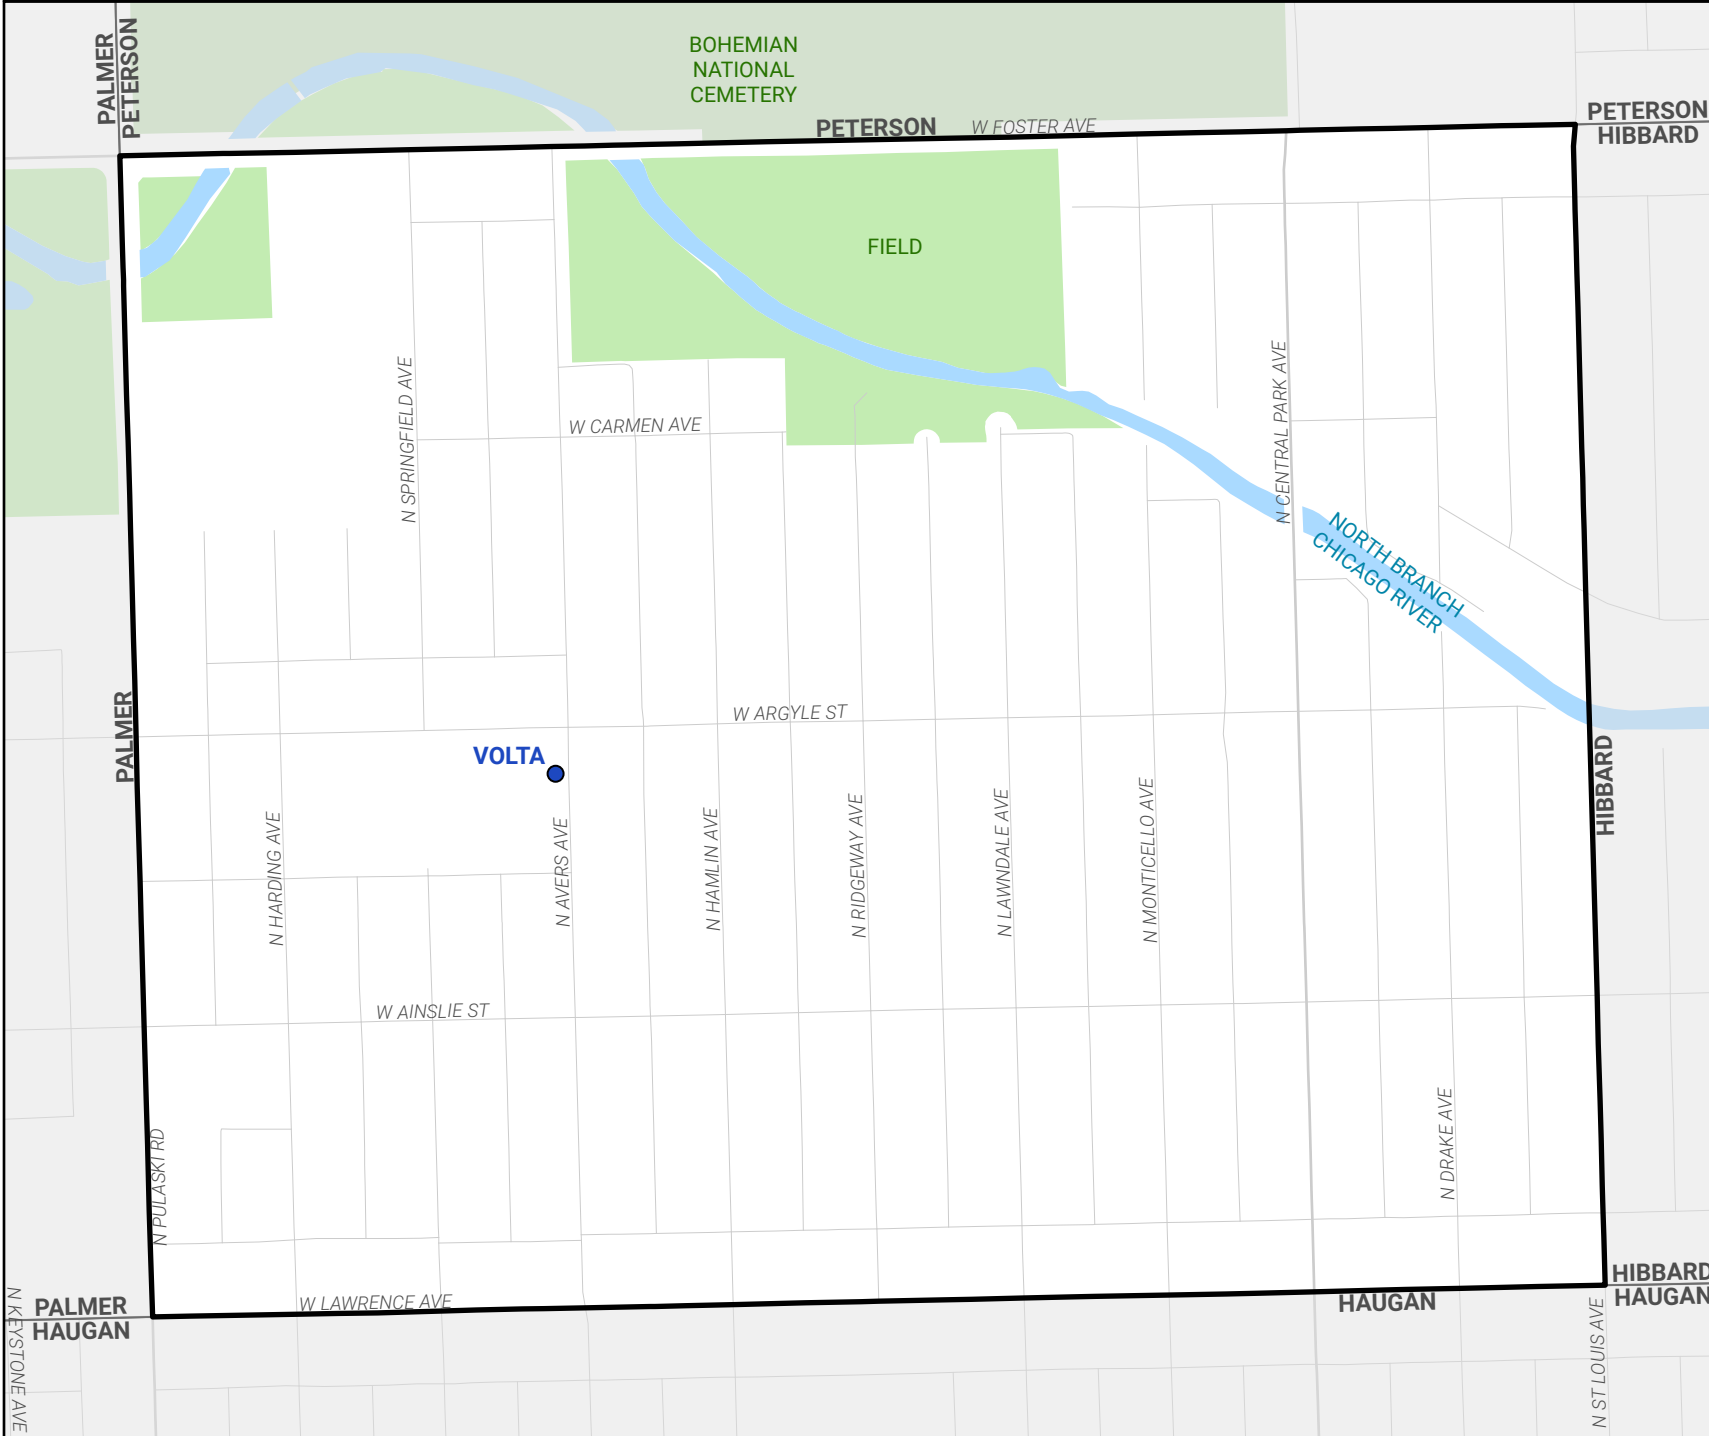 PALMER
PETERSON
BOHEMIAN
NATIONAL
CEMETERY
PETERSON
W FOSTER AVE
PETERSON
HIBBARD
FIELD
N SPRINGFIELD AVE
W CARMEN AVE
N CENTRAL PARK AVE
NORTH BRANCH
CHICAGO RIVER
PALMER
W ARGYLE ST
VOLTA
HIBBARD
N HARDING AVE
N AVERS AVE
N HAMLIN AVE
N RIDGEWAY AVE
N LAWNDALE AVE
N MONTICELLO AVE
W AINSLIE ST
N DRAKE AVE
N PULASKI RD
W LAWRENCE AVE
PALMER
HAUGAN
HAUGAN
HIBBARD
HAUGAN
N KEYSTONE AVE
N ST LOUIS AVE